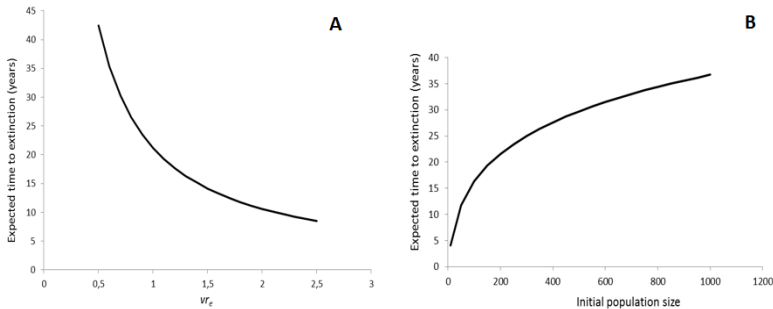 A
Expected time to extinction (years)
45
40
35
30
25
20
15
10
5
0
0 0,5 1 1,5 2 2,5 3
vre
B
Expected time to extinction (years)
40
35
30
25
20
15
10
5
0
0 200 400 600 800 1000 1200
Initial population size